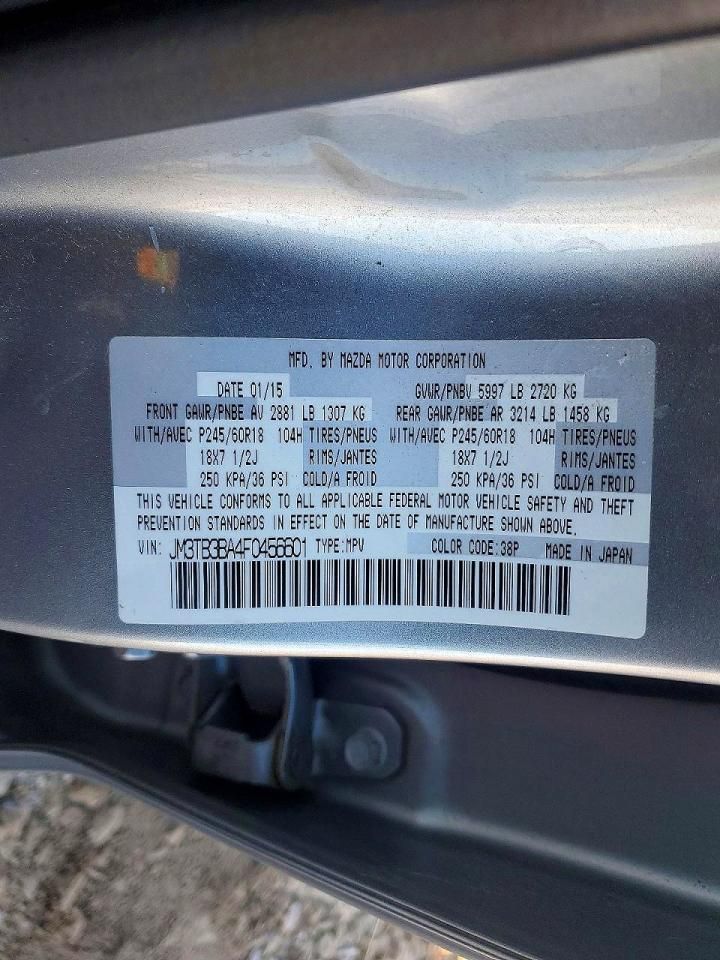 MFD. BY MAZDA MOTOR CORPORATION
DATE 01/15 GVWR/PNBV 5997 LB 2720 KG
FRONT GAWR/PNBE AV 2881 LB 1307 KG REAR GAWR/PNBE AR 3214 LB 1458 KG
WITH/AVEC P245/60R18 104H TIRES/PNEUS WITH/AVEC P245/60R18 104H TIRES/PNEUS
18X7 1/2J RIMS/JANTES 18X7 1/2J RIMS/JANTES
250 KPA/36 PSI COLD/A FROID 250 KPA/36 PSI COLD/A FROID
THIS VEHICLE CONFORMS TO ALL APPLICABLE FEDERAL MOTOR VEHICLE SAFETY AND THEFT
PREVENTION STANDARDS IN EFFECT ON THE DATE OF MANUFACTURE SHOWN ABOVE.
VIN: JM3TB3BA4F0456601 TYPE:MPV COLOR CODE:38P MADE IN JAPAN